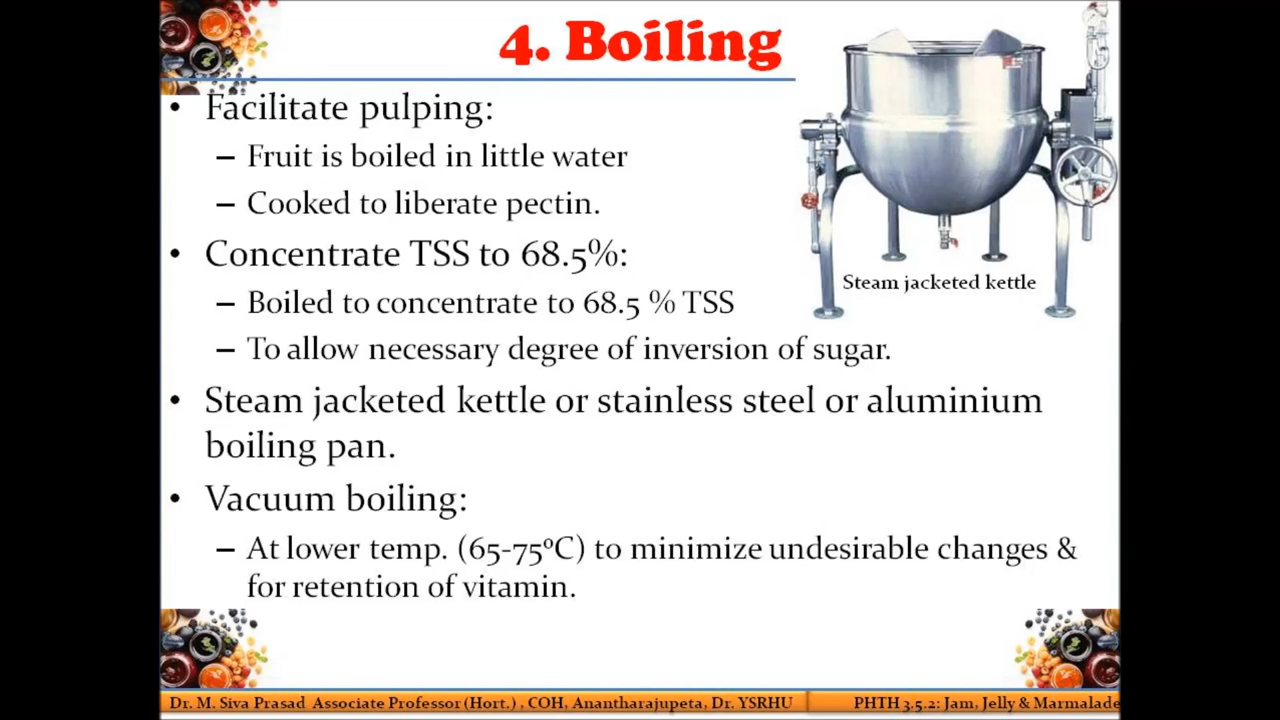 4. Boiling
• Facilitate pulping:
– Fruit is boiled in little water
– Cooked to liberate pectin.
• Concentrate TSS to 68.5%:
– Boiled to concentrate to 68.5 % TSS
– To allow necessary degree of inversion of sugar.
• Steam jacketed kettle or stainless steel or aluminium
boiling pan.
• Vacuum boiling:
– At lower temp. (65-75ºC) to minimize undesirable changes &
for retention of vitamin.
Steam jacketed kettle
Dr. M. Siva Prasad Associate Professor (Hort.) , COH, Anantharajupeta, Dr. YSRHU
PHTH 3.5.2: Jam, Jelly & Marmalade